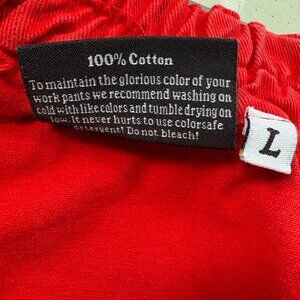 100% Cotton
To maintain the glorious color of your
work pants we recommend washing on
cold with like colors and tumble drying on
low. It never hurts to use colorsafe
detergent! Do not bleach!
L